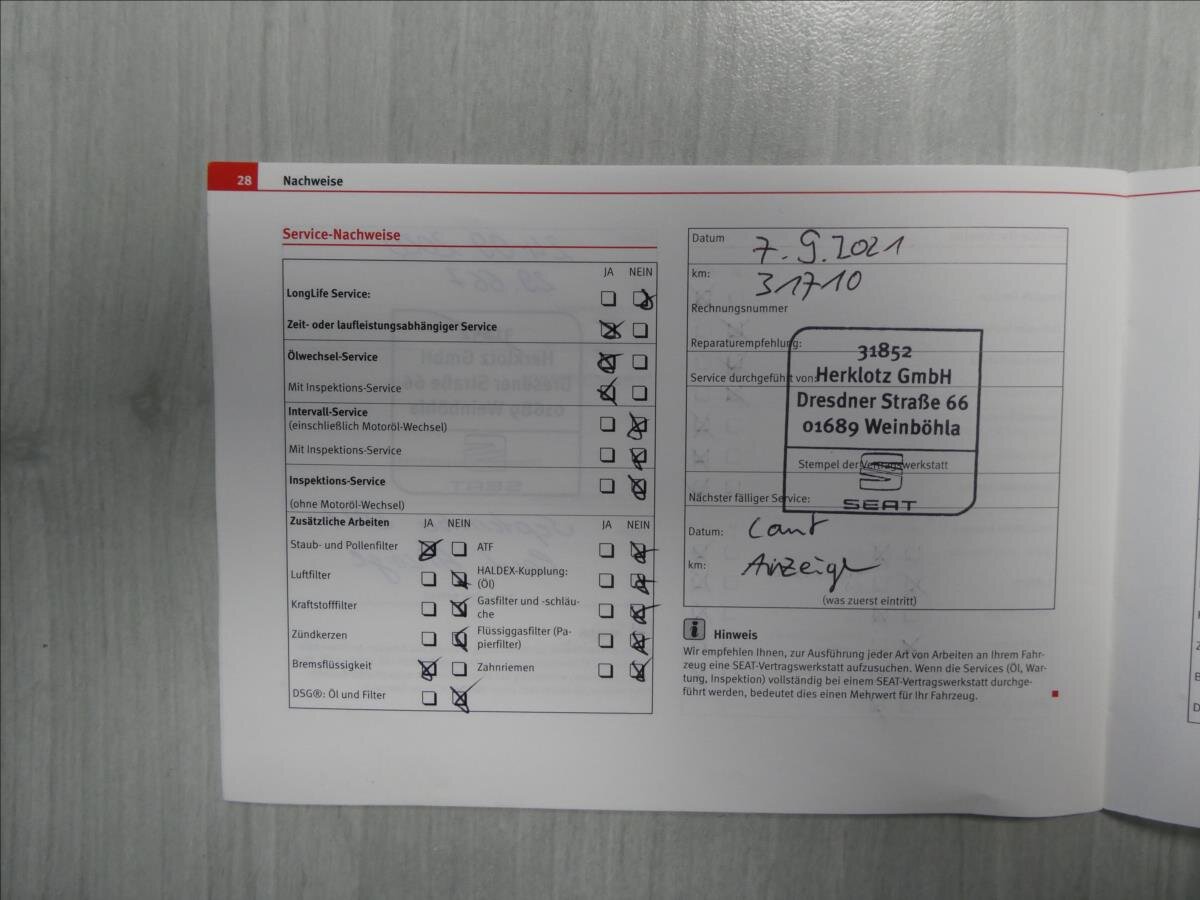 28 Nachweise
Service-Nachweise
JA NEIN
LongLife Service:
Zeit- oder laufleistungsabhängiger Service
Ölwechsel-Service
Mit Inspektions-Service
Intervall-Service
(einschließlich Motoröl-Wechsel)
Mit Inspektions-Service
Inspektions-Service
(ohne Motoröl-Wechsel)
Zusätzliche Arbeiten JA NEIN JA NEIN
Staub- und Pollenfilter ATF
Luftfilter HALDEX-Kupplung:
(Öl)
Kraftstofffilter Gasfilter und -schläu-
che
Zündkerzen Flüssiggasfilter (Pa-
pierfilter)
Bremsflüssigkeit Zahnriemen
DSG®: Öl und Filter
Datum 7.9.2021
km: 31710
Rechnungsnummer
Reparaturempfehlung:
Service durchgeführt von:
31852
Herklotz GmbH
Dresdner Straße 66
01689 Weinböhla
Stempel der Vertragswerkstatt
SEAT
Nächster fälliger Service:
Datum: Laut
km: Anzeige
(was zuerst eintritt)
i Hinweis
Wir empfehlen Ihnen, zur Ausführung jeder Art von Arbeiten an Ihrem Fahr-
zeug eine SEAT-Vertragswerkstatt aufzusuchen. Wenn die Services (Öl, War-
tung, Inspektion) vollständig bei einem SEAT-Vertragswerkstatt durchge-
führt werden, bedeutet dies einen Mehrwert für Ihr Fahrzeug.